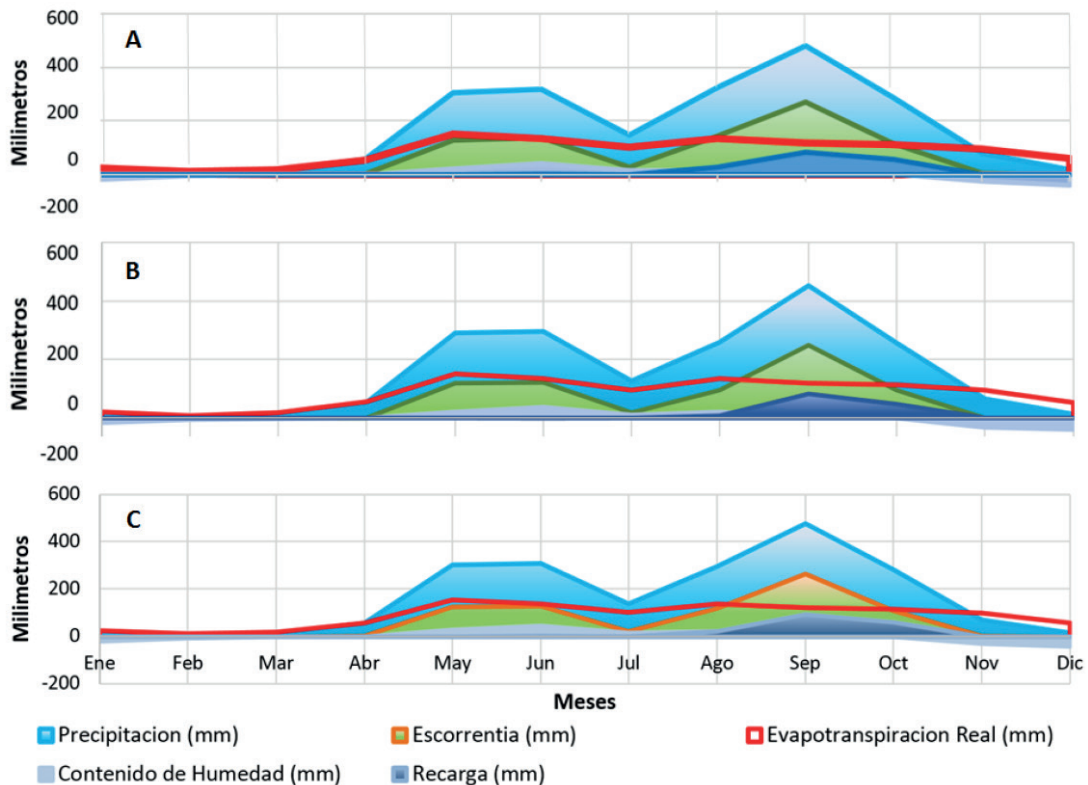 600
A
400
Milimetros
200
0
-200
600
B
400
Milimetros
200
0
-200
600
C
400
Milimetros
200
0
Ene Feb Mar Abr May Jun Jul Ago Sep Oct Nov Dic
-200
Meses
Precipitacion (mm) Escorrentia (mm) Evapotranspiracion Real (mm)
Contenido de Humedad (mm) Recarga (mm)